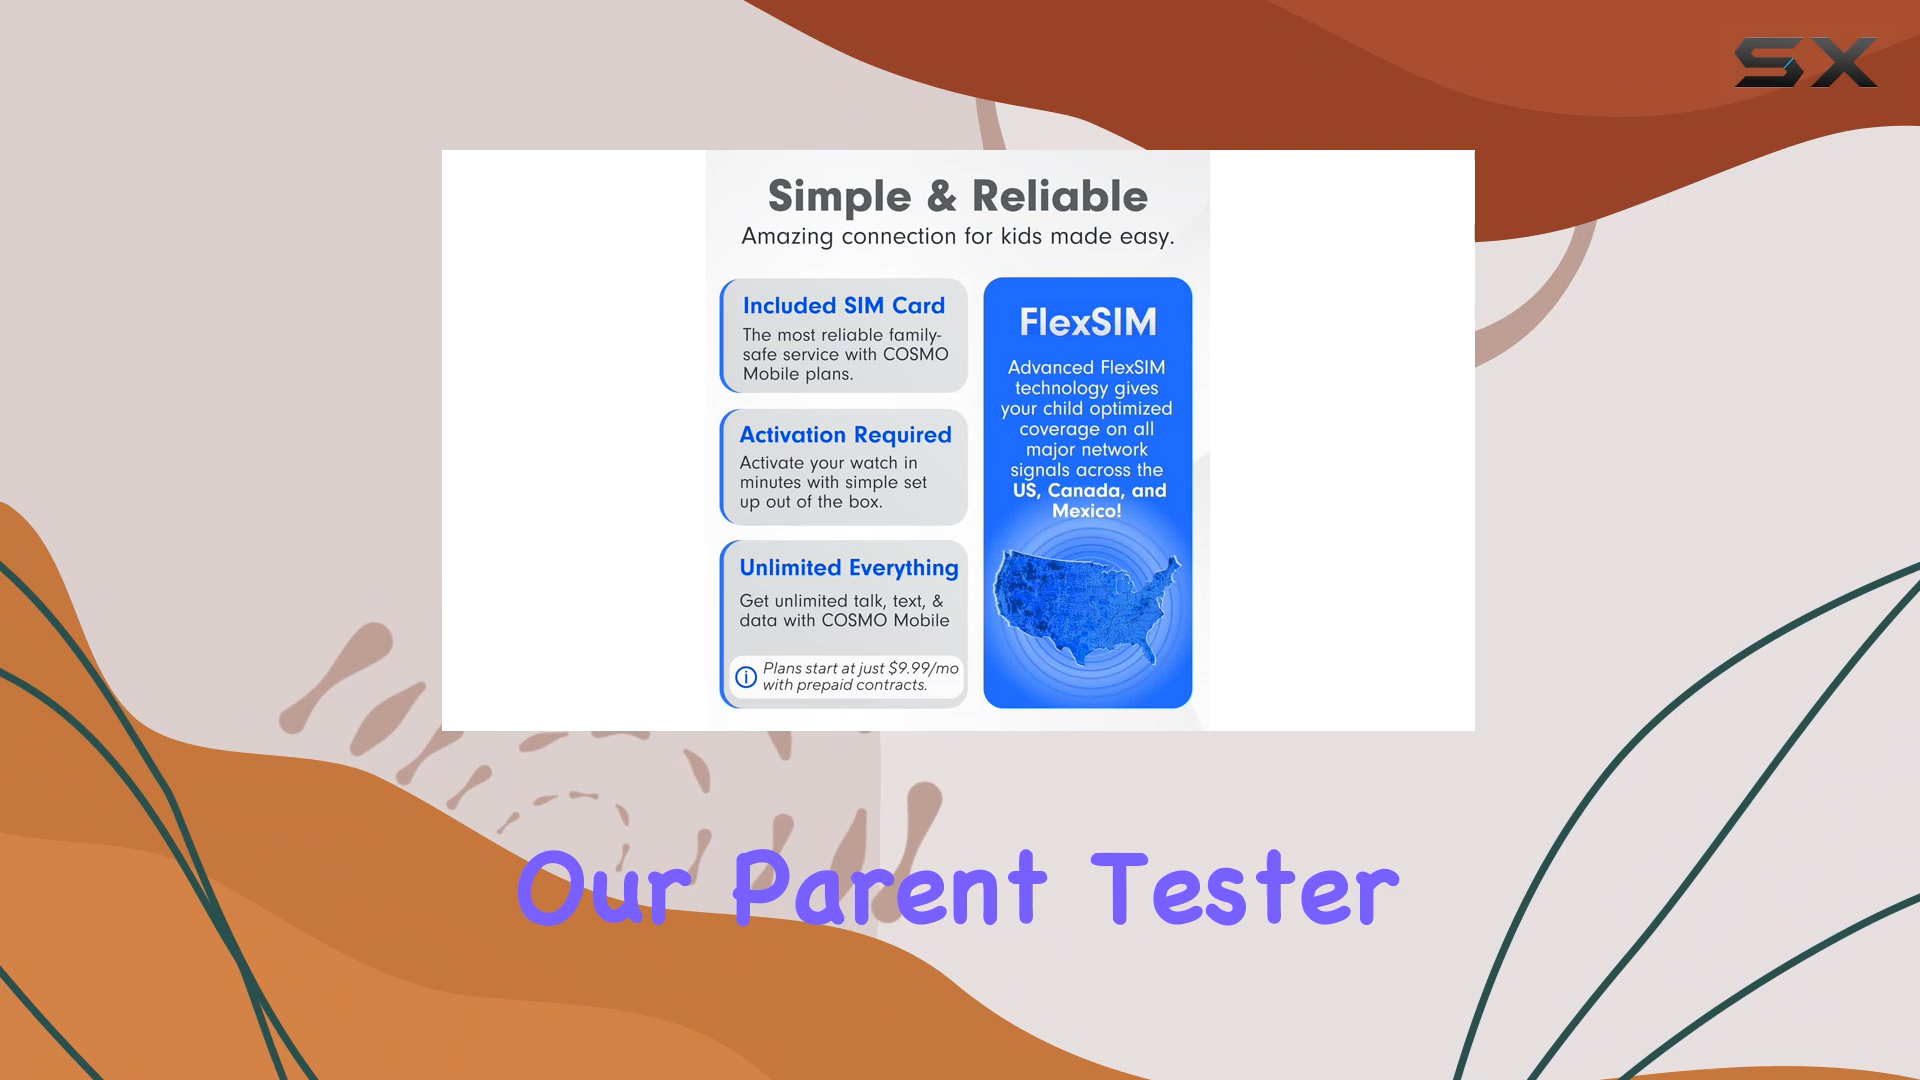 SX
Simple & Reliable
Amazing connection for kids made easy.
Included SIM Card
The most reliable family-
safe service with COSMO
Mobile plans.
Activation Required
Activate your watch in
minutes with simple set
up out of the box.
Unlimited Everything
Get unlimited talk, text, &
data with COSMO Mobile
Plans start at just $9.99/mo
with prepaid contracts.
FlexSIM
Advanced FlexSIM
technology gives
your child optimized
coverage on all
major network
signals across the
US, Canada, and
Mexico!
Our Parent Tester